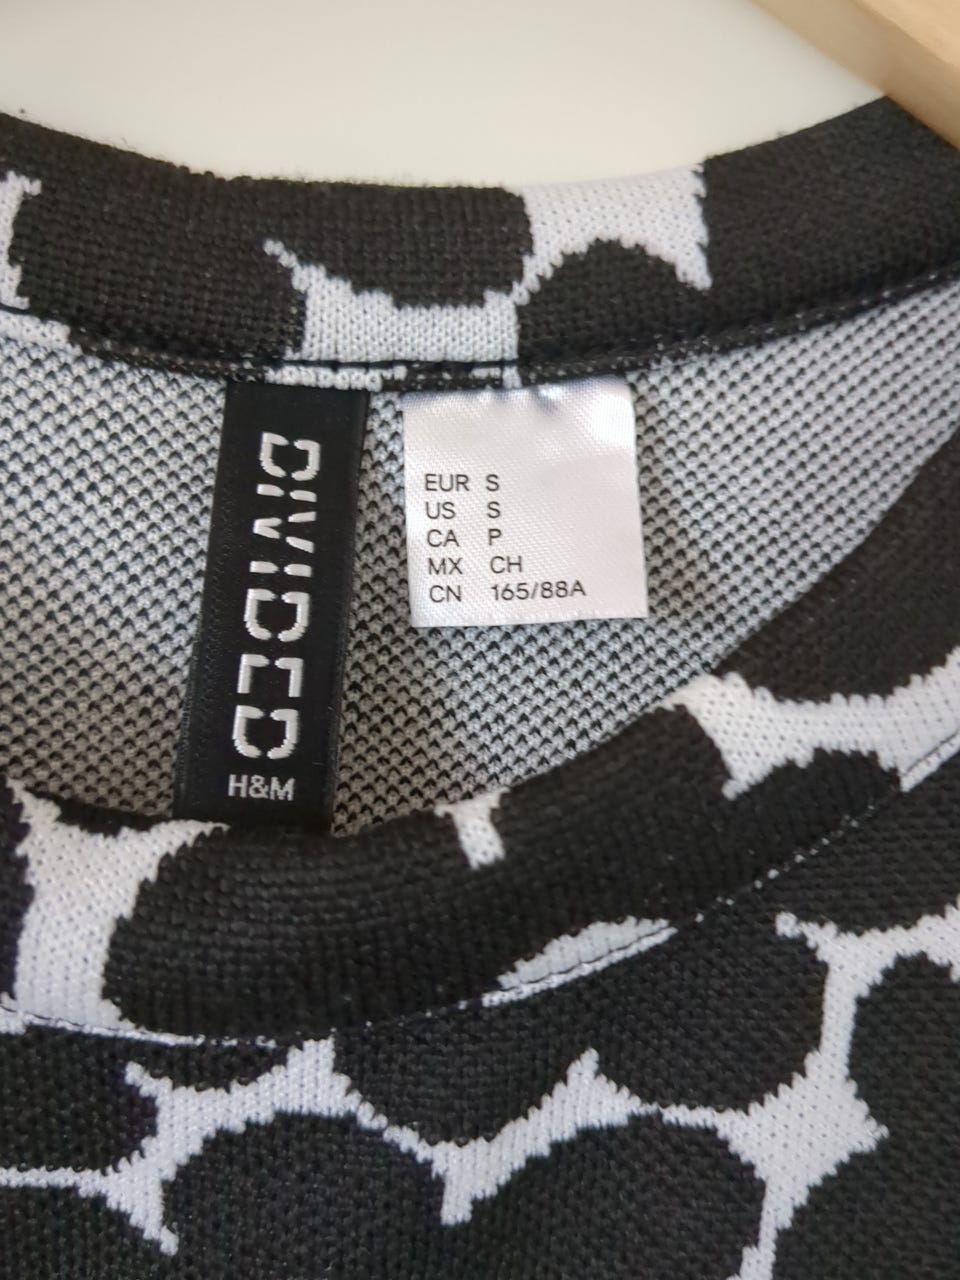 DIVIDED
H&M
EUR S
US S
CA P
MX CH
CN 165/88A